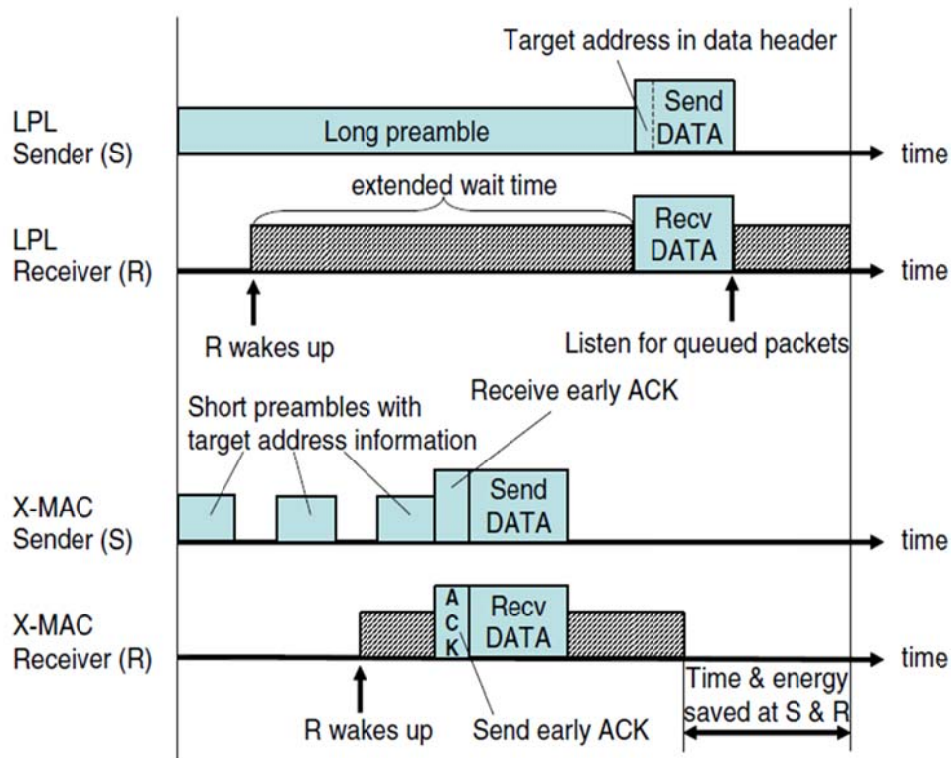 Target address in data header
LPL
Sender (S)
Long preamble
Send
DATA
time
extended wait time
LPL
Receiver (R)
Recv
DATA
time
R wakes up
Listen for queued packets
Receive early ACK
Short preambles with
target address information
X-MAC
Sender (S)
Send
DATA
time
X-MAC
Receiver (R)
A
C
K
Recv
DATA
time
R wakes up
Send early ACK
Time & energy
saved at S & R